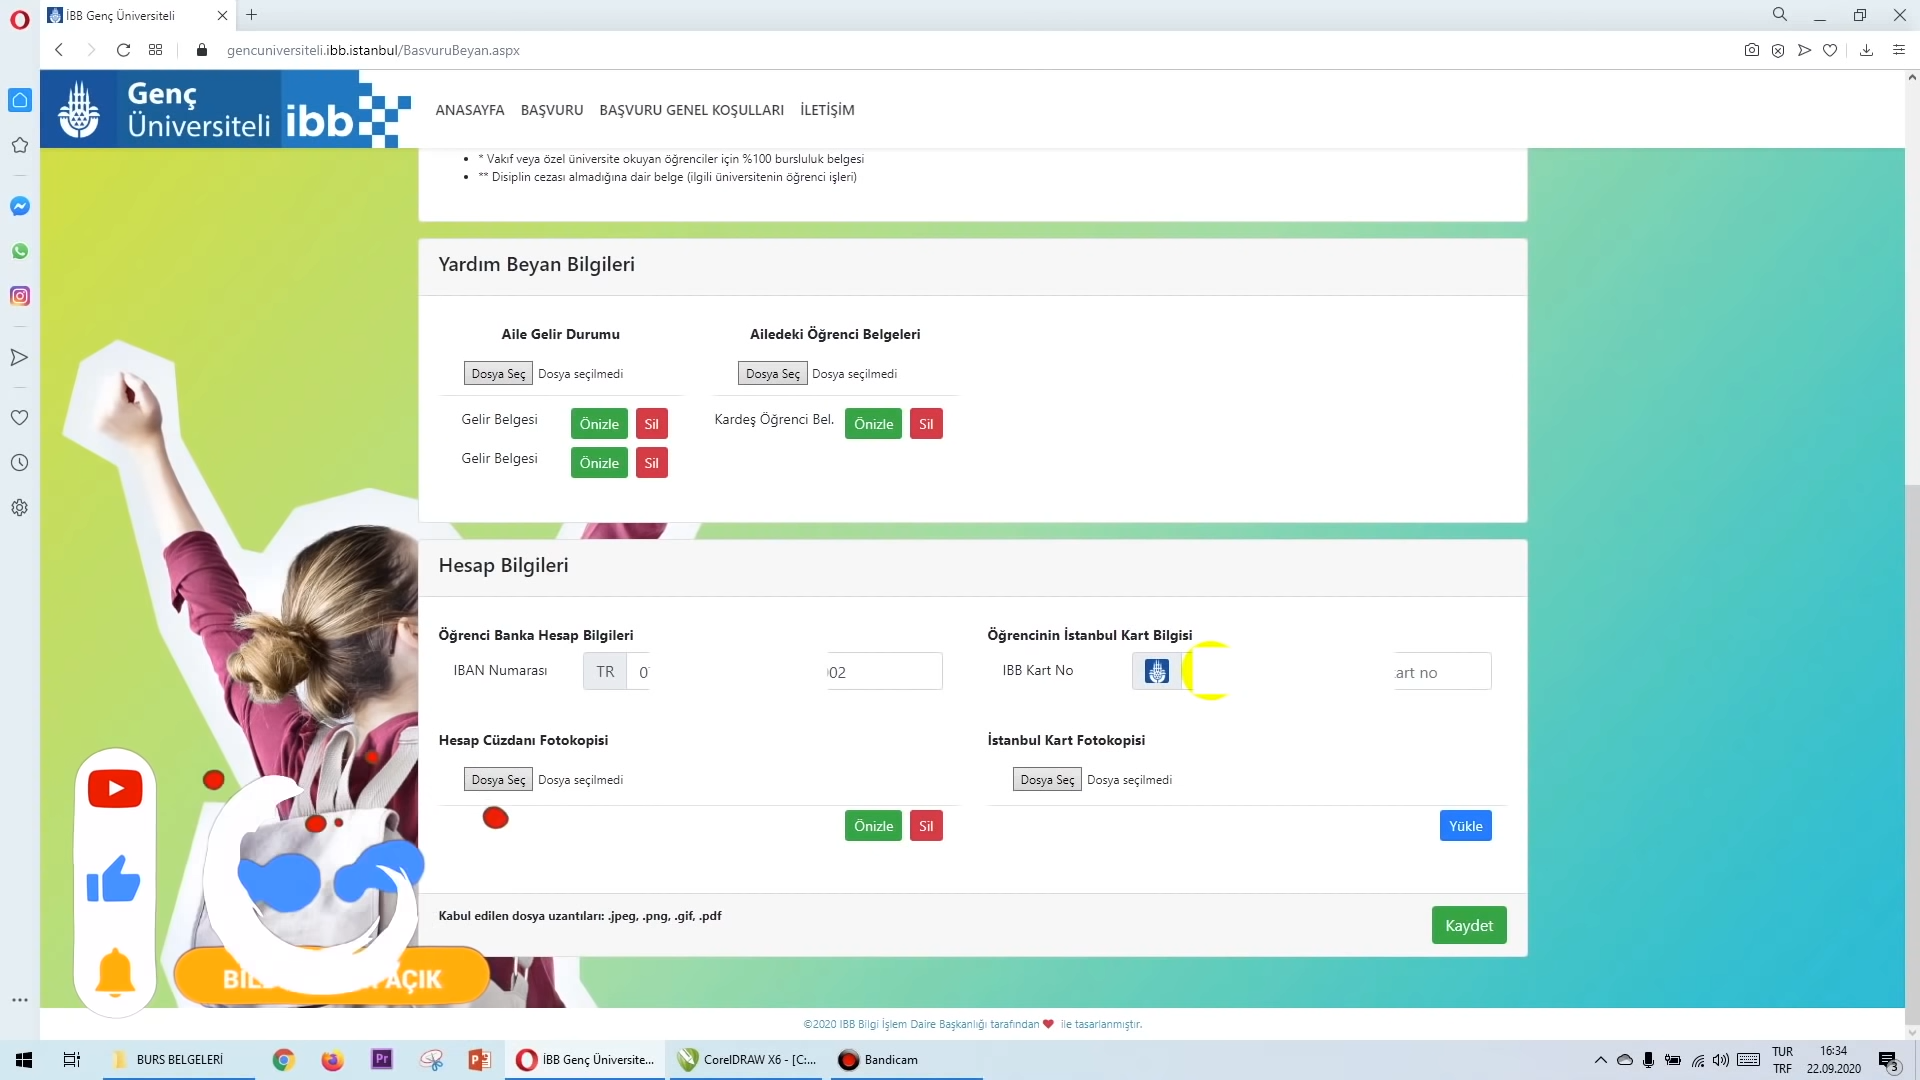 İBB Genç Üniversiteli
gencuniversiteli.ibb.istanbul/BasvuruBeyan.aspx
Genç
Üniversiteli ibb
ANASAYFA BAŞVURU BAŞVURU GENEL KOŞULLARI İLETİŞİM
* Vakıf veya özel üniversite okuyan öğrenciler için %100 bursluluk belgesi
** Disiplin cezası almadığına dair belge (ilgili üniversitenin öğrenci işleri)
Yardım Beyan Bilgileri
Aile Gelir Durumu
Ailedeki Öğrenci Belgeleri
Dosya Seç Dosya seçilmedi
Dosya Seç Dosya seçilmedi
Gelir Belgesi Önizle Sil
Kardeş Öğrenci Bel. Önizle Sil
Gelir Belgesi Önizle Sil
Hesap Bilgileri
Öğrenci Banka Hesap Bilgileri
Öğrencinin İstanbul Kart Bilgisi
IBAN Numarası TR 0 002
IBB Kart No kart no
Hesap Cüzdanı Fotokopisi
İstanbul Kart Fotokopisi
Dosya Seç Dosya seçilmedi
Dosya Seç Dosya seçilmedi
Önizle Sil
Yükle
Kabul edilen dosya uzantıları: .jpeg, .png, .gif, .pdf
Kaydet
AÇIK
©2020 IBB Bilgi İşlem Daire Başkanlığı tarafından ile tasarlanmıştır.
BURS BELGELERİ
Pr
İBB Genç Üniversite...
CorelDRAW X6 - [C:...
Bandicam
TUR
TRF
16:34
22.09.2020
3